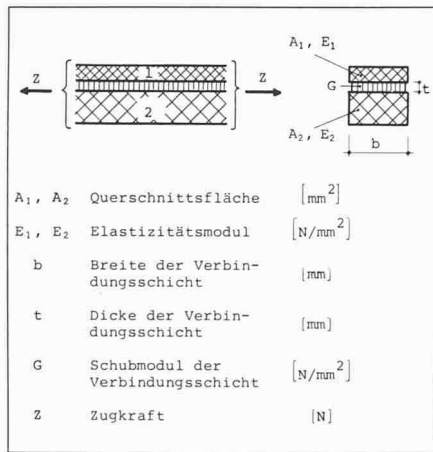 A₁, E₁
Z
1
Z
G
t
2
A₂, E₂
b
A₁, A₂ Querschnittsfläche [mm²]
E₁, E₂ Elastizitätsmodul [N/mm²]
b Breite der Verbin-
dungsschicht [mm]
t Dicke der Verbin-
dungsschicht [mm]
G Schubmodul der
Verbindungsschicht [N/mm²]
Z Zugkraft [N]